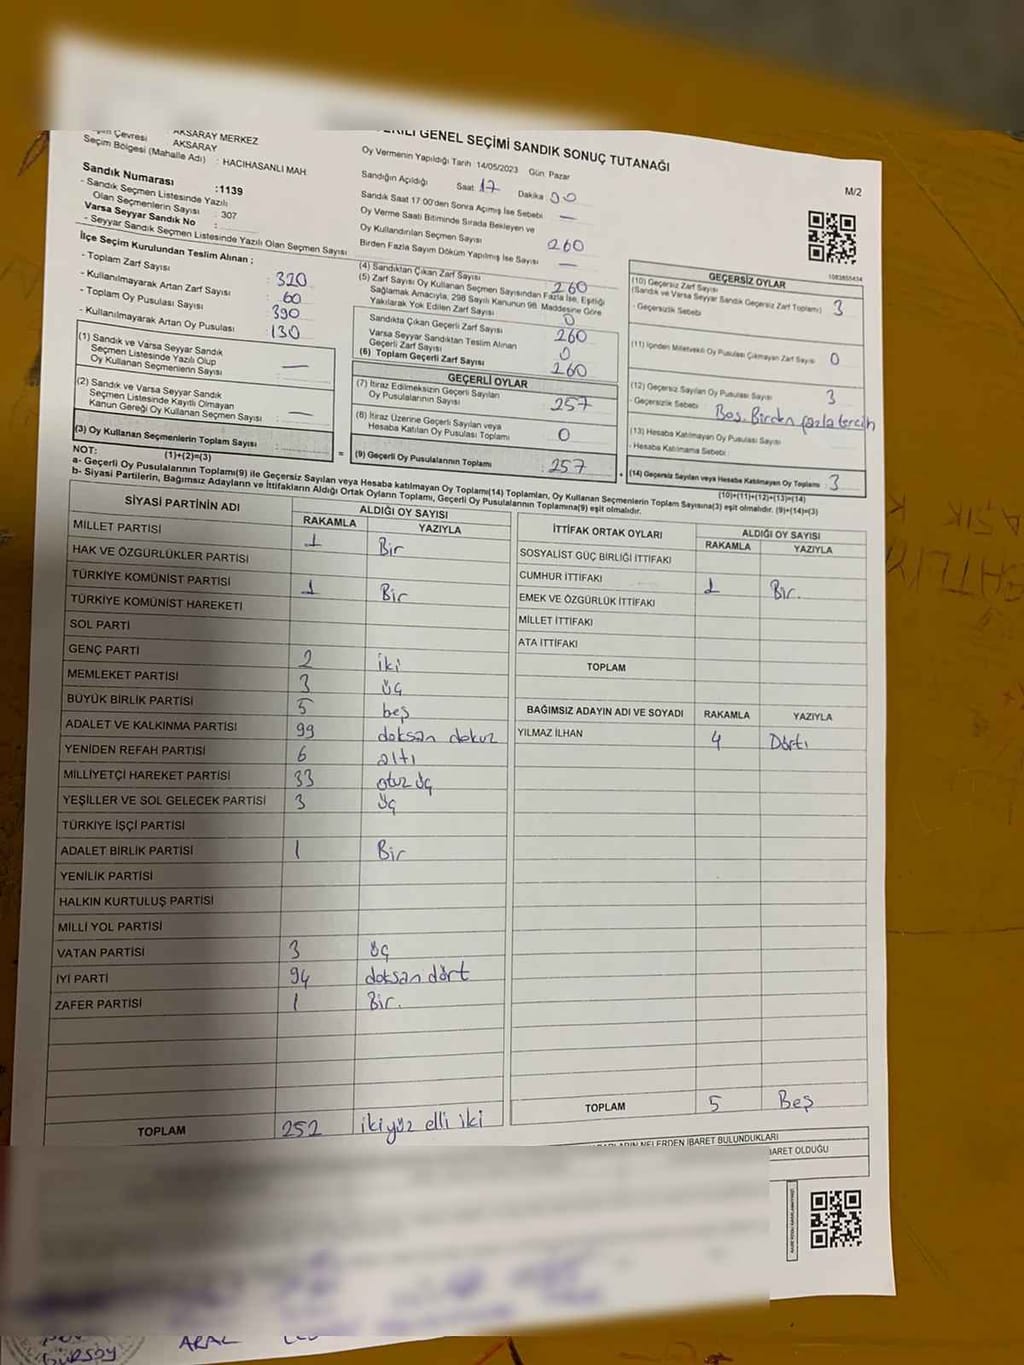 GENEL SEÇİMİ SANDIK SONUÇ TUTANAĞI
Çevresi AKSARAY MERKEZ
AKSARAY
Seçim Bölgesi (Mahalle Adı) : HACIHASANLI MAH
Sandık Numarası :1139
- Sandık Seçmen Listesinde Yazılı
Olan Seçmenlerin Sayısı : 307
Varsa Seyyar Sandık No :
- Seyyar Sandık Seçmen Listesinde Yazılı Olan Seçmen Sayısı
Oy Vermenin Yapıldığı Tarih 14/05/2023 Gün Pazar
Sandığın Açıldığı Saat 17 Dakika 00
Sandık Saat 17.00'den Sonra Açımış İse Sebebi —
Oy Verme Saati Bitiminde Sırada Bekleyen ve
Oy Kullandırılan Seçmen Sayısı 260
Birden Fazla Sayım Döküm Yapılmış İse Sayısı —
M/2
İlçe Seçim Kurulundan Teslim Alınan ;
- Toplam Zarf Sayısı 320
- Kullanılmayarak Artan Zarf Sayısı 60
- Toplam Oy Pusulası Sayısı 390
- Kullanılmayarak Artan Oy Pusulası 130
(1) Sandık ve Varsa Seyyar Sandık
Seçmen Listesinde Yazılı Olup
Oy Kullanan Seçmenlerin Sayısı —
(2) Sandık ve Varsa Seyyar Sandık
Seçmen Listesinde Kayıtlı Olmayan
Kanun Gereği Oy Kullanan Seçmen Sayısı : —
(3) Oy Kullanan Seçmenlerin Toplam Sayısı :
(1)+(2)=(3)
(4) Sandıktan Çıkan Zarf Sayısı 260
(5) Zarf Sayısı Oy Kullanan Seçmen Sayısından Fazla İse, Eşitliği
Sağlamak Amacıyla, 298 Sayılı Kanunun 98. Maddesine Göre
Yakılarak Yok Edilen Zarf Sayısı 0
Sandıkta Çıkan Geçerli Zarf Sayısı 260
Varsa Seyyar Sandıktan Teslim Alınan
Geçerli Zarf Sayısı 0
(6) Toplam Geçerli Zarf Sayısı 260
GEÇERLİ OYLAR
(7) İtiraz Edilmeksizin Geçerli Sayılan
Oy Pusulalarının Sayısı 257
(8) İtiraz Üzerine Geçerli Sayılan veya
Hesaba Katılan Oy Pusulası Toplamı 0
= (9) Geçerli Oy Pusulalarının Toplamı : 257
1083855434
GEÇERSİZ OYLAR
(10) Geçersiz Zarf Sayısı
(Sandık ve Varsa Seyyar Sandık Geçersiz Zarf Toplamı) 3
- Geçersizlik Sebebi
(11) İçinden Milletvekili Oy Pusulası Çıkmayan Zarf Sayısı 0
(12) Geçersiz Sayılan Oy Pusulası Sayısı 3
- Geçersizlik Sebebi Boş. Birden fazla tercih
(13) Hesaba Katılmayan Oy Pusulası Sayısı
- Hesaba Katılmama Sebebi
+ (14) Geçersiz Sayılan veya Hesaba Katılmayan Oy Toplamı 3
(10)+(11)+(12)+(13)=(14)
NOT:
a- Geçerli Oy Pusulalarının Toplamı(9) ile Geçersiz Sayılan veya Hesaba katılmayan Oy Toplamı(14) Toplamları, Oy Kullanan Seçmenlerin Toplam Sayısına(3) eşit olmalıdır. (9)+(14)=(3)
b- Siyasi Partilerin, Bağımsız Adayların ve İttifakların Aldığı Ortak Oyların Toplamı, Geçerli Oy Pusulalarının Toplamına(9) eşit olmalıdır.
SİYASİ PARTİNİN ADI ALDIĞI OY SAYISI
RAKAMLA YAZIYLA
MİLLET PARTİSİ 1 Bir
HAK VE ÖZGÜRLÜKLER PARTİSİ
TÜRKİYE KOMÜNİST PARTİSİ 1 Bir
TÜRKİYE KOMÜNİST HAREKETİ
SOL PARTİ
GENÇ PARTİ 2 iki
MEMLEKET PARTİSİ 3 üç
BÜYÜK BİRLİK PARTİSİ 5 beş
ADALET VE KALKINMA PARTİSİ 99 doksan dokuz
YENİDEN REFAH PARTİSİ 6 altı
MİLLİYETÇİ HAREKET PARTİSİ 33 otuz üç
YEŞİLLER VE SOL GELECEK PARTİSİ 3 Üç
TÜRKİYE İŞÇİ PARTİSİ
ADALET BİRLİK PARTİSİ 1 Bir
YENİLİK PARTİSİ
HALKIN KURTULUŞ PARTİSİ
MİLLİ YOL PARTİSİ
VATAN PARTİSİ 3 üç
İYİ PARTİ 94 doksan dört
ZAFER PARTİSİ 1 Bir.
TOPLAM 252 ikiyüz elli iki
İTTİFAK ORTAK OYLARI ALDIĞI OY SAYISI
RAKAMLA YAZIYLA
SOSYALİST GÜÇ BİRLİĞİ İTTİFAKI
CUMHUR İTTİFAKI 1 Bir.
EMEK VE ÖZGÜRLÜK İTTİFAKI
MİLLET İTTİFAKI
ATA İTTİFAKI
TOPLAM
BAĞIMSIZ ADAYIN ADI VE SOYADI RAKAMLA YAZIYLA
YILMAZ İLHAN 4 Dört
TOPLAM 5 Beş
NELERDEN İBARET BULUNDUKLARI
BARET OLDUĞU
ARAL
GÜRSOY